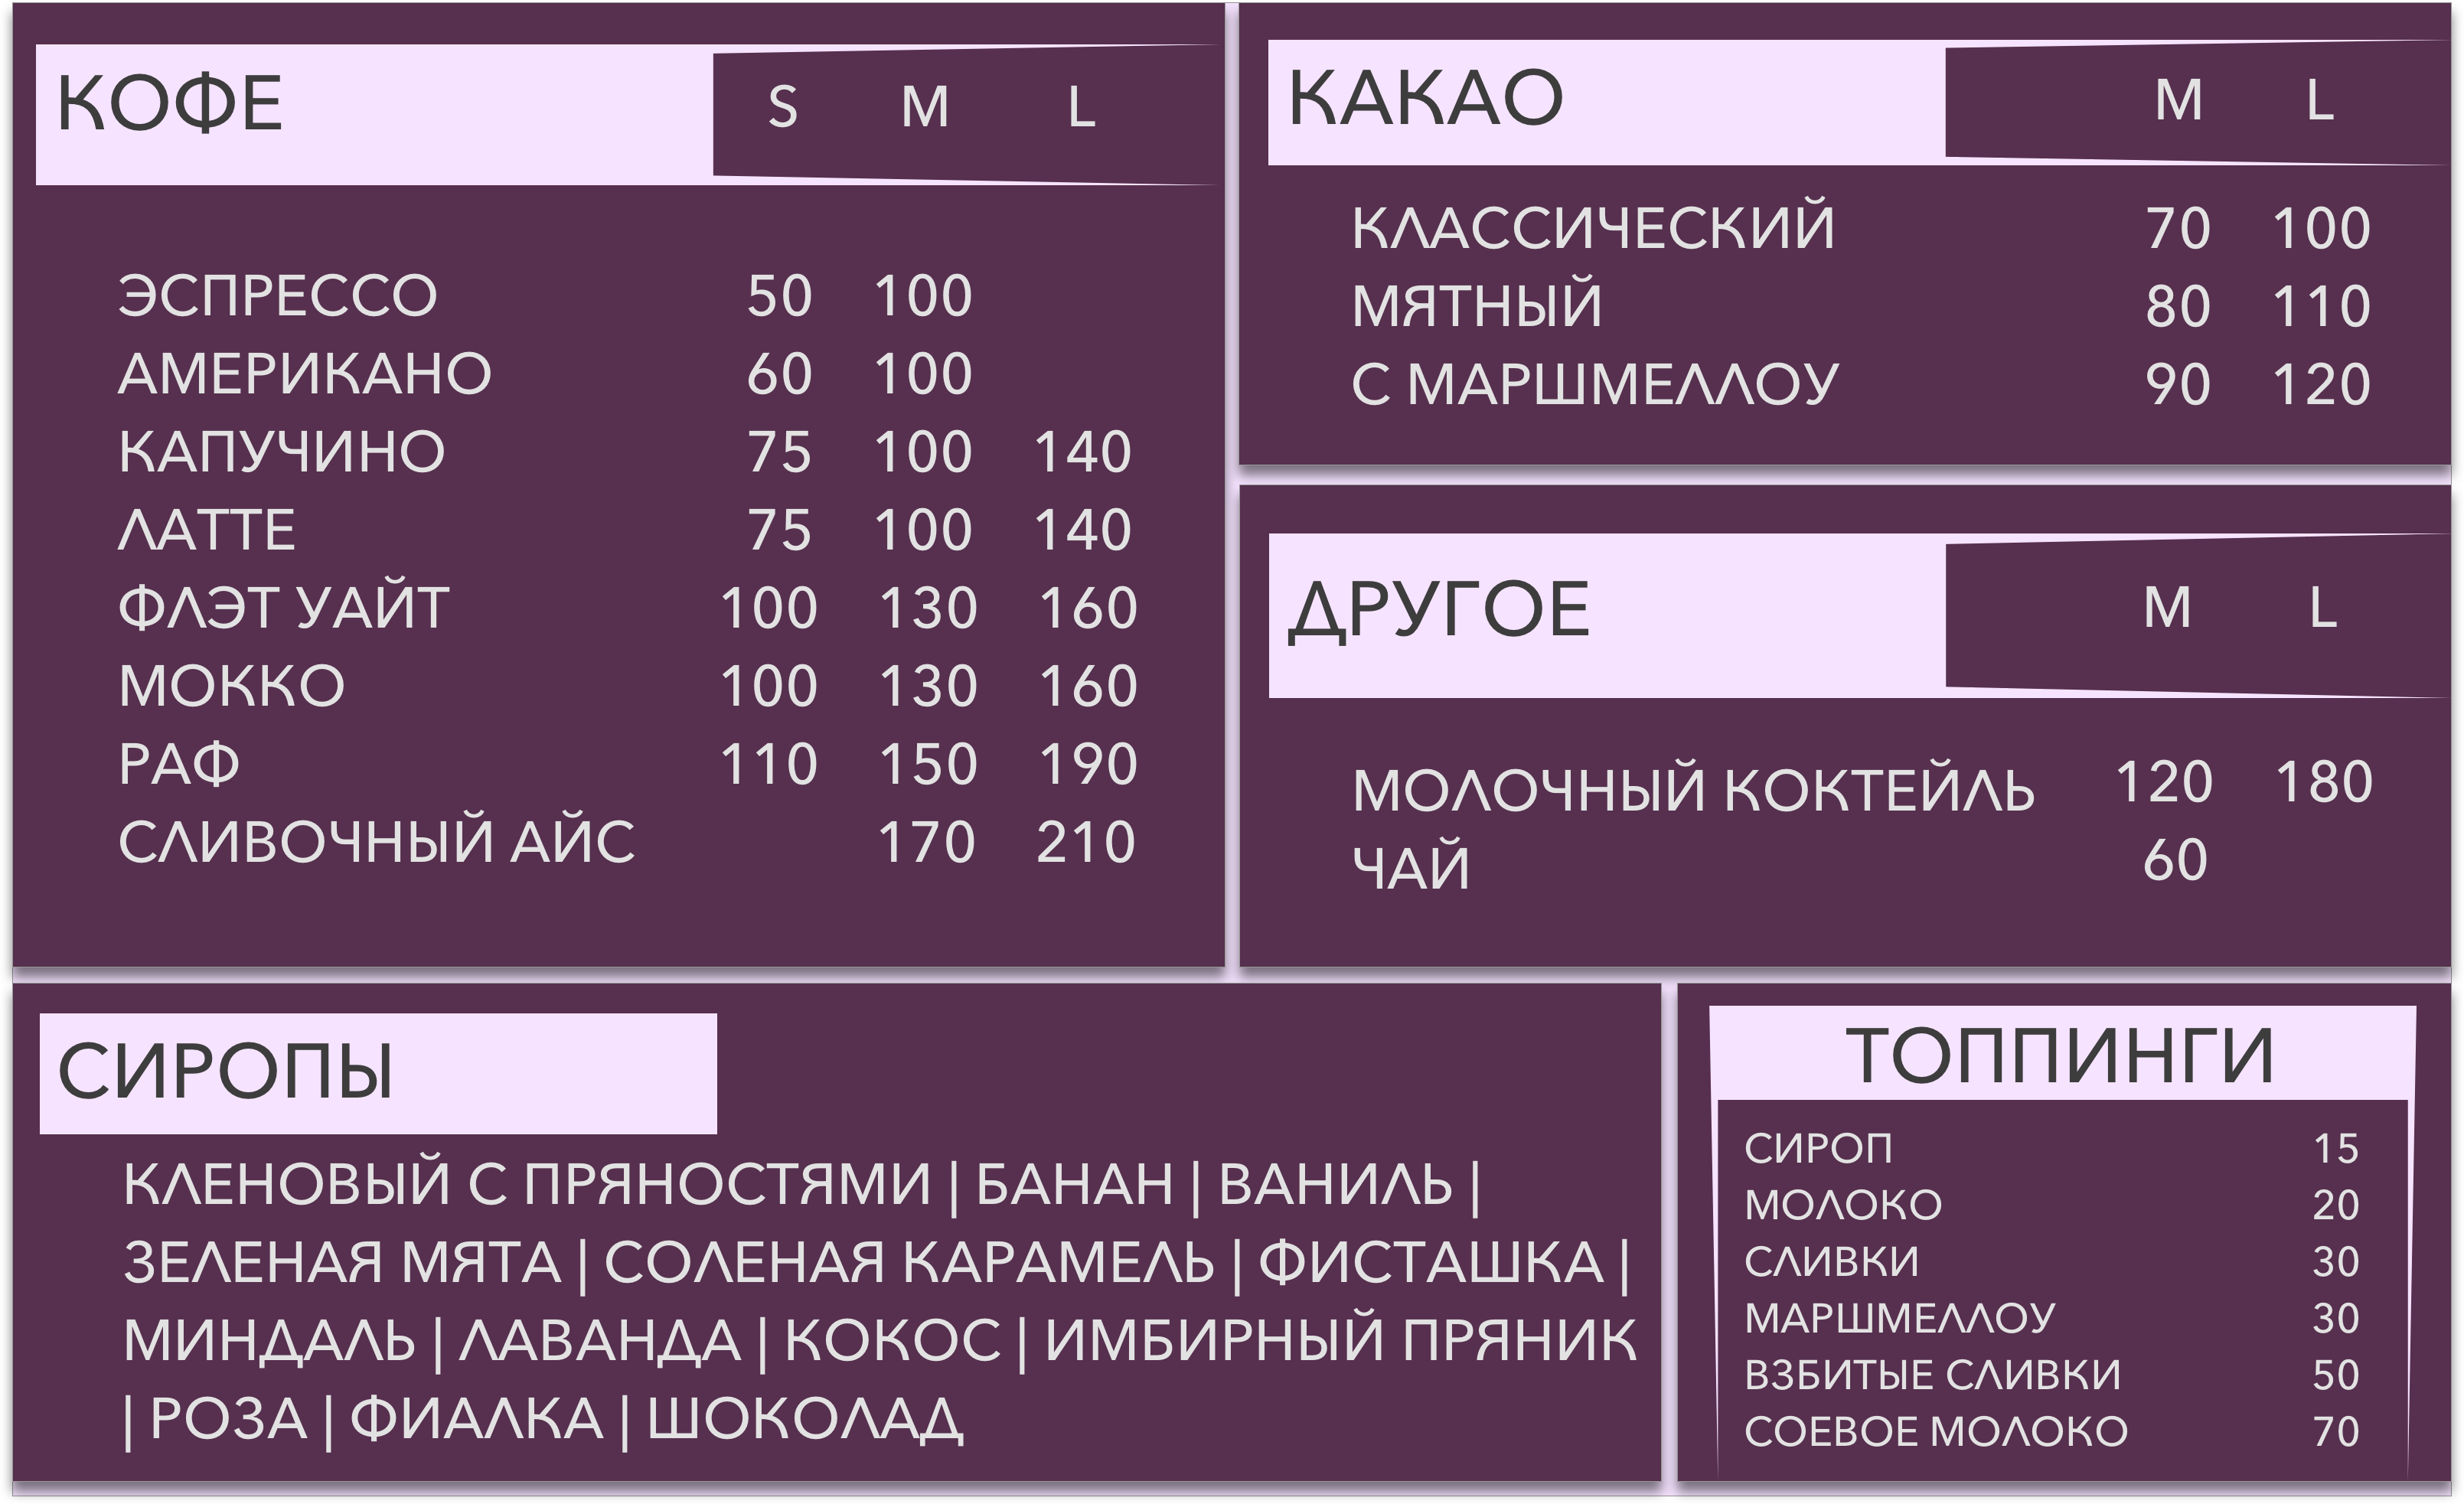 КОФЕ S M L
ЭСПРЕССО 50 100
АМЕРИКАНО 60 100
КАПУЧИНО 75 100 140
ЛАТТЕ 75 100 140
ФЛЭТ УАЙТ 100 130 160
МОККО 100 130 160
РАФ 110 150 190
СЛИВОЧНЫЙ АЙС 170 210
КАКАО M L
КЛАССИЧЕСКИЙ 70 100
МЯТНЫЙ 80 110
С МАРШМЕЛЛОУ 90 120
ДРУГОЕ M L
МОЛОЧНЫЙ КОКТЕЙЛЬ 120 180
ЧАЙ 60
СИРОПЫ
КЛЕНОВЫЙ С ПРЯНОСТЯМИ | БАНАН | ВАНИЛЬ |
ЗЕЛЕНАЯ МЯТА | СОЛЕНАЯ КАРАМЕЛЬ | ФИСТАШКА |
МИНДАЛЬ | ЛАВАНДА | КОКОС | ИМБИРНЫЙ ПРЯНИК
| РОЗА | ФИАЛКА | ШОКОЛАД
ТОППИНГИ
СИРОП 15
МОЛОКО 20
СЛИВКИ 30
МАРШМЕЛЛОУ 30
ВЗБИТЫЕ СЛИВКИ 50
СОЕВОЕ МОЛОКО 70